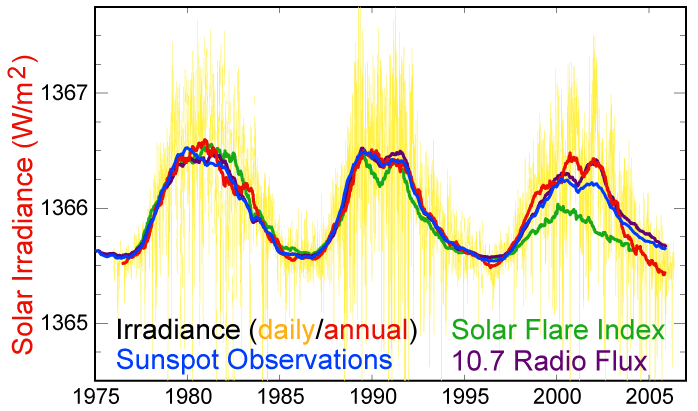 Solar Irradiance (W/m²)
1367
1366
1365
Irradiance (daily/annual)
Sunspot Observations
Solar Flare Index
10.7 Radio Flux
1975 1980 1985 1990 1995 2000 2005